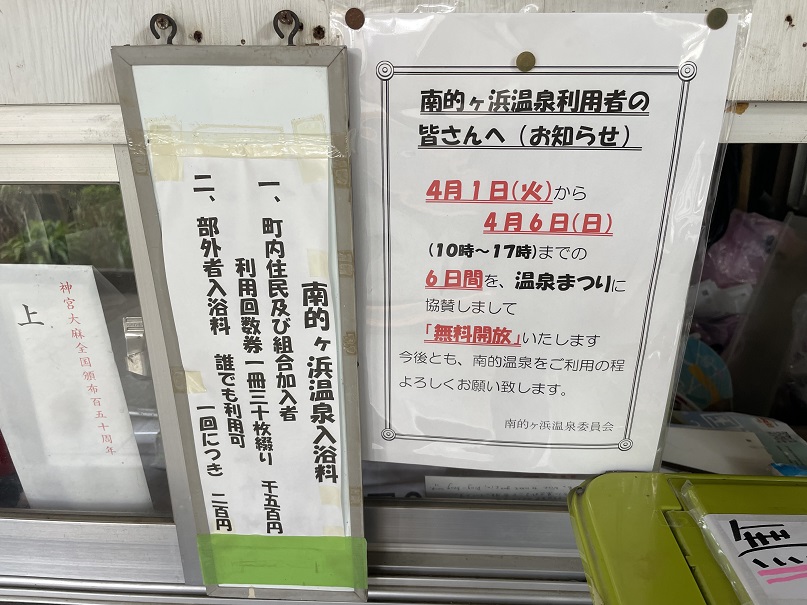 南的ヶ浜温泉入浴料
一、町内住民及び組合加入者
利用回数券一冊三十枚綴り 千五百円
二、部外者入浴料 誰でも利用可
一回につき 二百円
南的ヶ浜温泉利用者の
皆さんへ（お知らせ）
4月1日(火)から
4月6日(日)
(10時～17時)までの
6日間を、温泉まつりに
協賛しまして
「無料開放」いたします
今後とも、南的温泉をご利用の程
よろしくお願い致します。
南的ヶ浜温泉委員会
神宮大麻全国頒布百五十周年
上